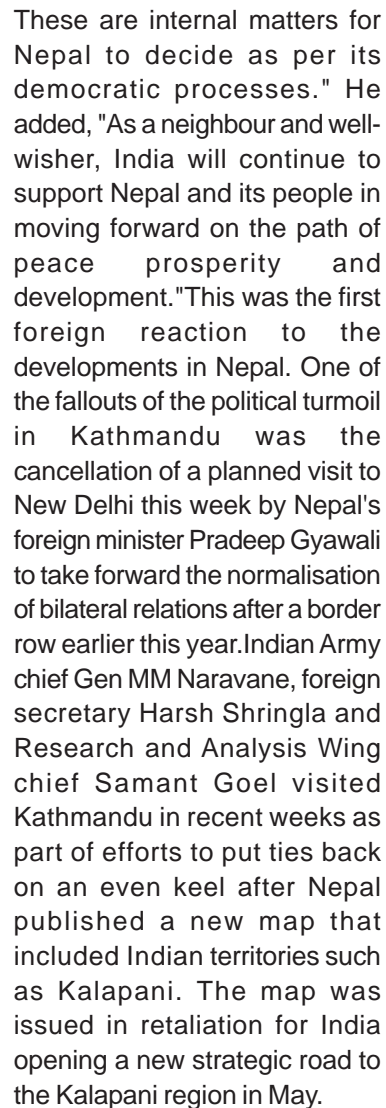 These are internal matters for
Nepal to decide as per its
democratic processes." He
added, "As a neighbour and well-
wisher, India will continue to
support Nepal and its people in
moving forward on the path of
peace prosperity and
development."This was the first
foreign reaction to the
developments in Nepal. One of
the fallouts of the political turmoil
in Kathmandu was the
cancellation of a planned visit to
New Delhi this week by Nepal's
foreign minister Pradeep Gyawali
to take forward the normalisation
of bilateral relations after a border
row earlier this year.Indian Army
chief Gen MM Naravane, foreign
secretary Harsh Shringla and
Research and Analysis Wing
chief Samant Goel visited
Kathmandu in recent weeks as
part of efforts to put ties back
on an even keel after Nepal
published a new map that
included Indian territories such
as Kalapani. The map was
issued in retaliation for India
opening a new strategic road to
the Kalapani region in May.